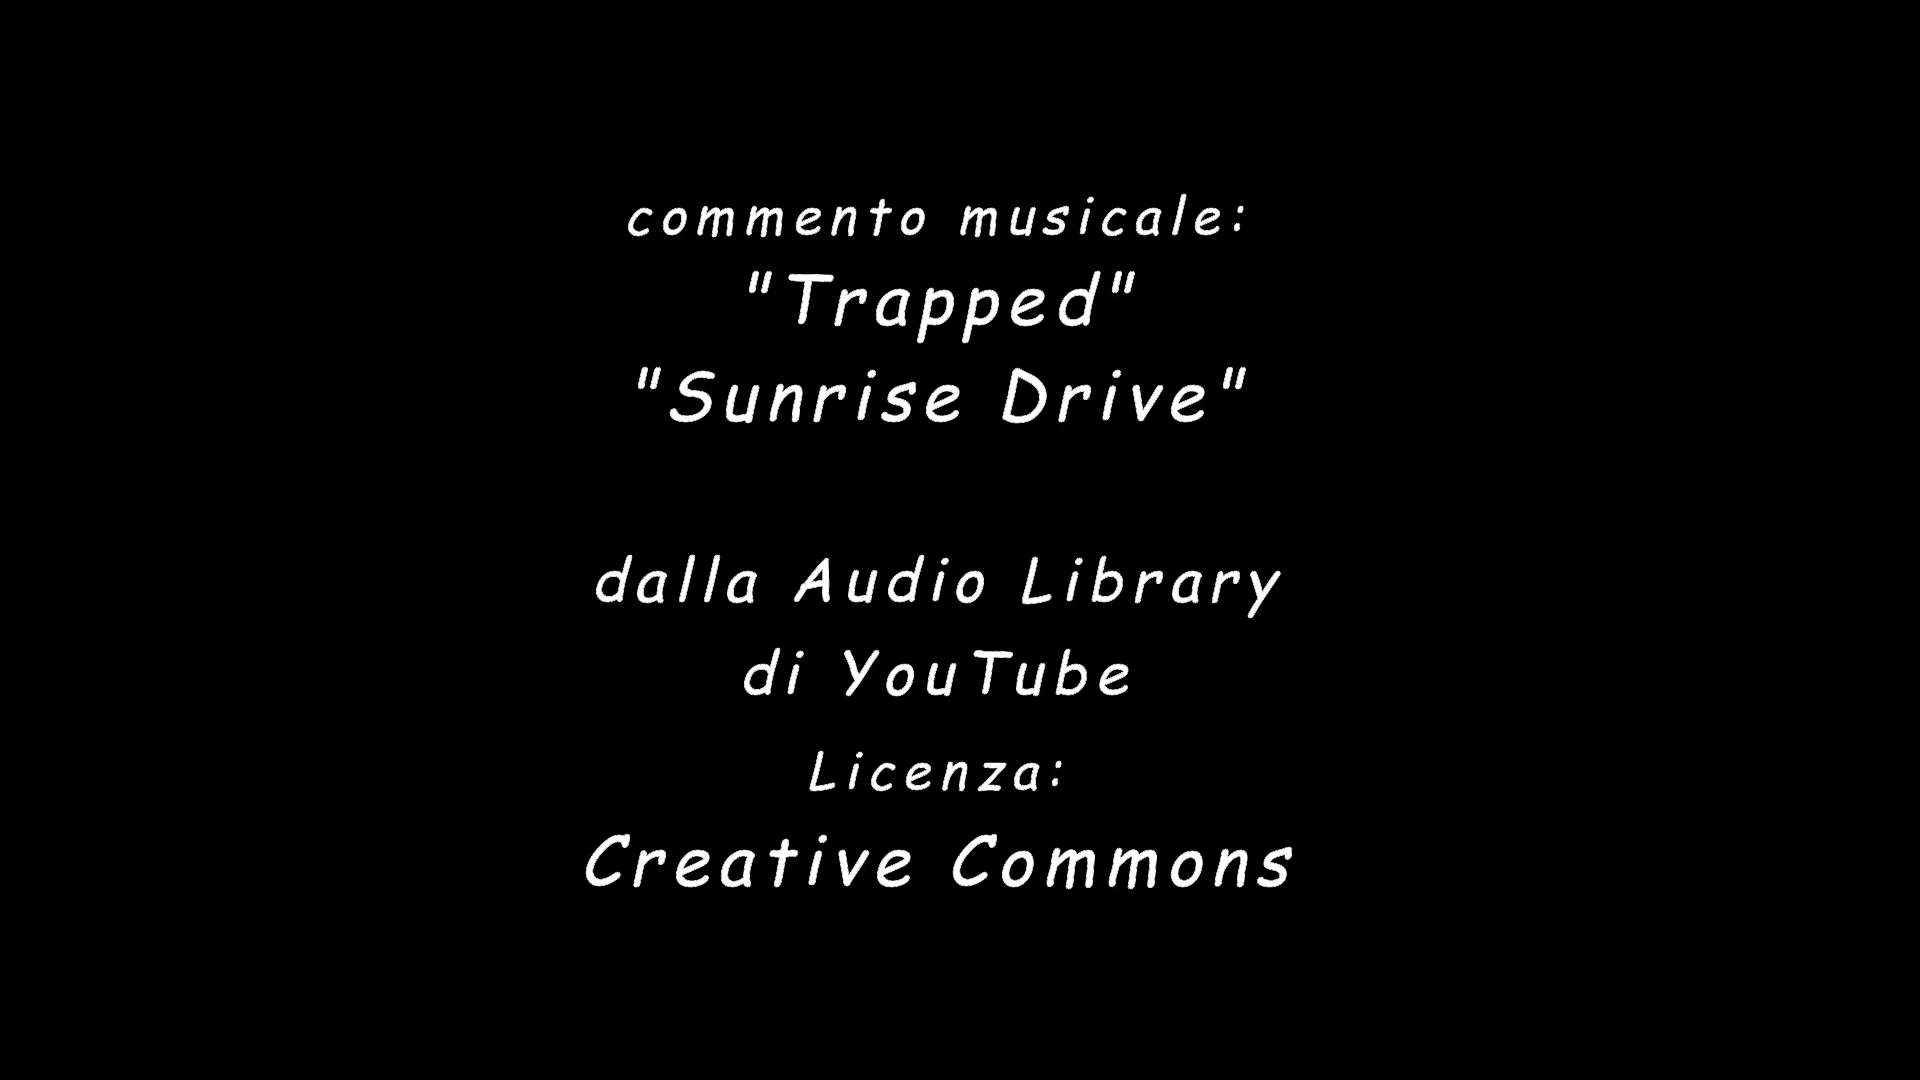 commento musicale:
"Trapped"
"Sunrise Drive"
dalla Audio Library
di YouTube
Licenza:
Creative Commons